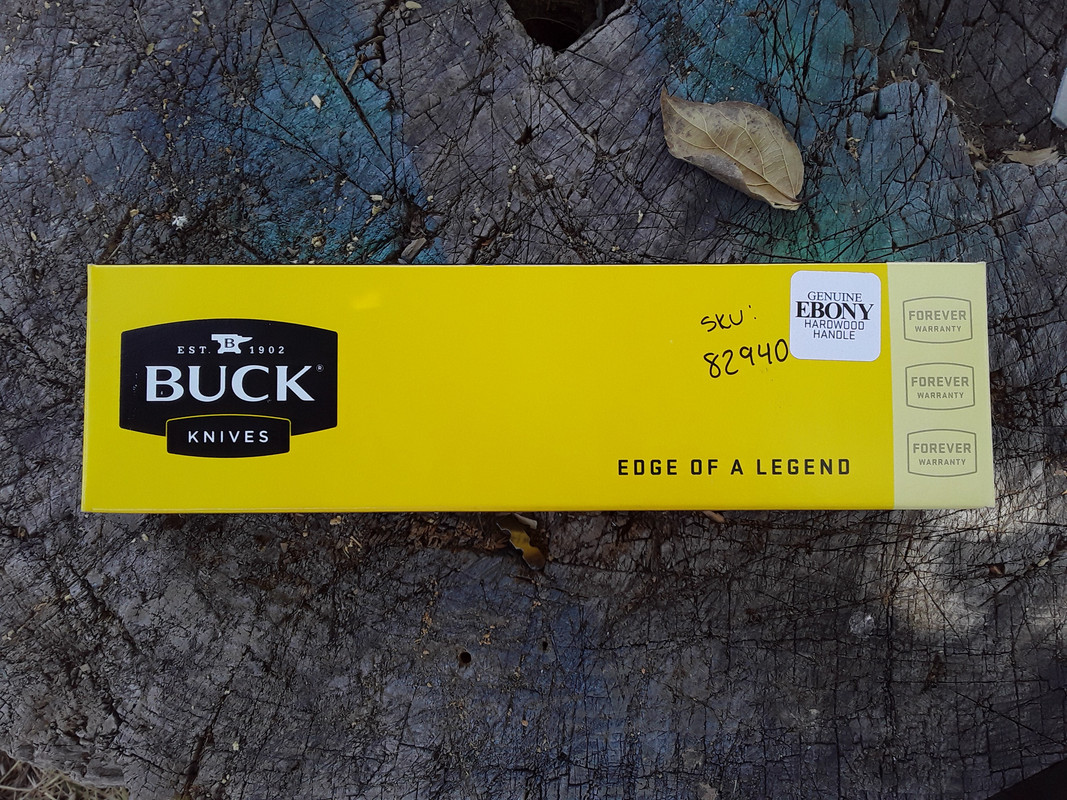 EST. B 1902
BUCK®
KNIVES
SKU:
82940
GENUINE
EBONY
HARDWOOD
HANDLE
EDGE OF A LEGEND
FOREVER
WARRANTY
FOREVER
WARRANTY
FOREVER
WARRANTY